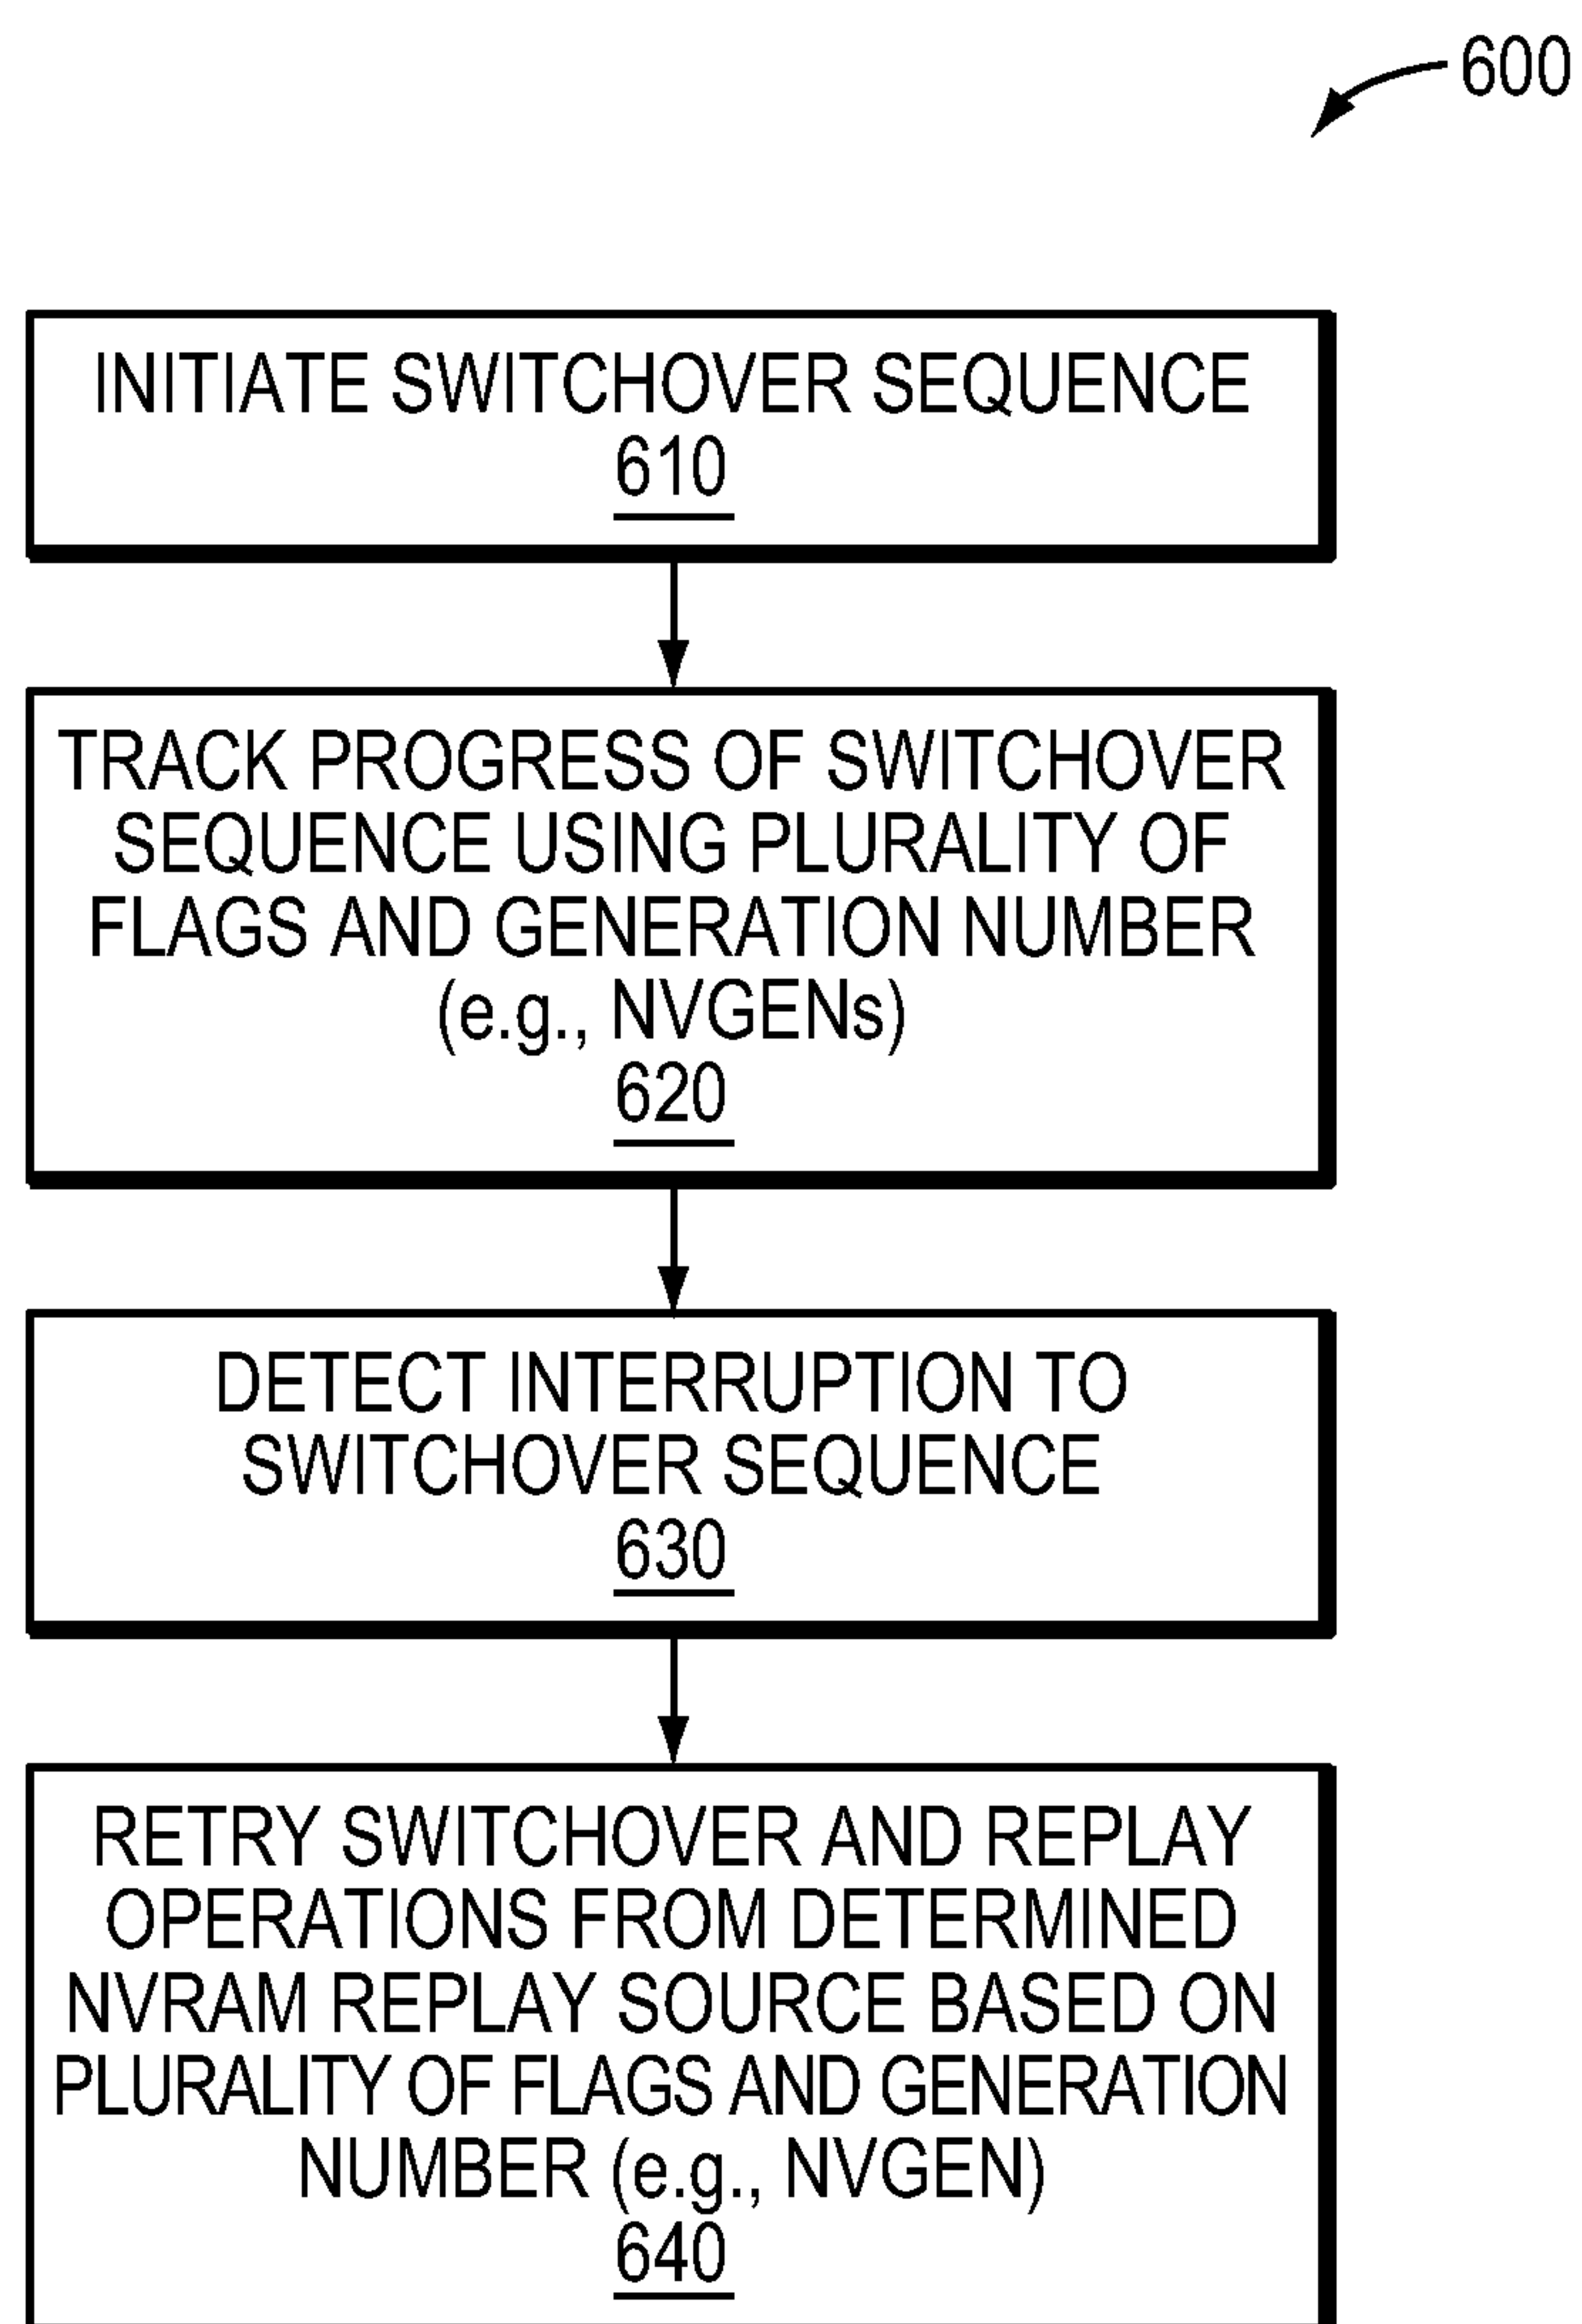 600
INITIATE SWITCHOVER SEQUENCE
610
TRACK PROGRESS OF SWITCHOVER
SEQUENCE USING PLURALITY OF
FLAGS AND GENERATION NUMBER
(e.g., NVGENs)
620
DETECT INTERRUPTION TO
SWITCHOVER SEQUENCE
630
RETRY SWITCHOVER AND REPLAY
OPERATIONS FROM DETERMINED
NVRAM REPLAY SOURCE BASED ON
PLURALITY OF FLAGS AND GENERATION
NUMBER (e.g., NVGEN)
640